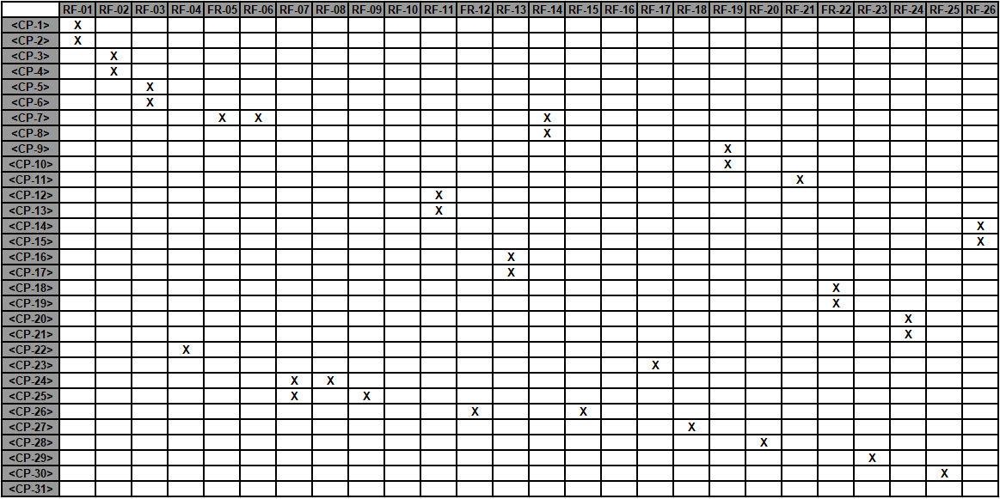 RF-01 RF-02 RF-03 RF-04 FR-05 RF-06 RF-07 RF-08 RF-09 RF-10 RF-11 FR-12 RF-13 RF-14 RF-15 RF-16 RF-17 RF-18 RF-19 RF-20 RF-21 FR-22 RF-23 RF-24 RF-25 RF-26
<CP-1> X
<CP-2> X
<CP-3> X
<CP-4> X
<CP-5> X
<CP-6> X
<CP-7> X X X
<CP-8> X
<CP-9> X
<CP-10> X
<CP-11> X
<CP-12> X
<CP-13> X
<CP-14> X
<CP-15> X
<CP-16> X
<CP-17> X
<CP-18> X
<CP-19> X
<CP-20> X
<CP-21> X
<CP-22> X
<CP-23> X
<CP-24> X X
<CP-25> X X
<CP-26> X X
<CP-27> X
<CP-28> X
<CP-29> X
<CP-30> X
<CP-31>